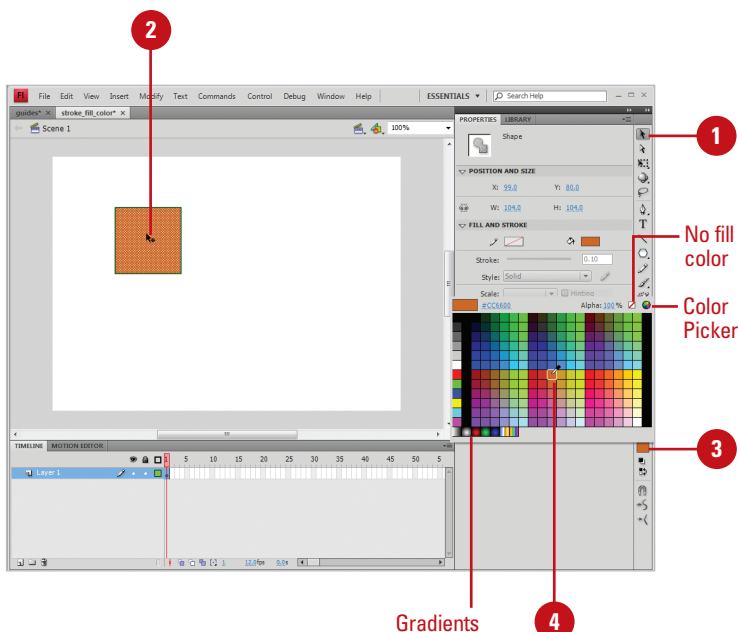 2
FL File Edit View Insert Modify Text Commands Control Debug Window Help ESSENTIALS Search Help
guides* × stroke_fill_color* ×
PROPERTIES LIBRARY
Scene 1 100%
Shape
1
POSITION AND SIZE
X: 99.0 Y: 80.0
W: 104.0 H: 104.0
FILL AND STROKE
T
No fill
color
Stroke: 0.10
Style: Solid
Scale: Hinting
#CC6600 Alpha: 100 %
Color
Picker
TIMELINE MOTION EDITOR
3
1 5 10 15 20 25 30 35 40 45 50 5
Layer 1
1 12.0fps 0.0s
Gradients
4